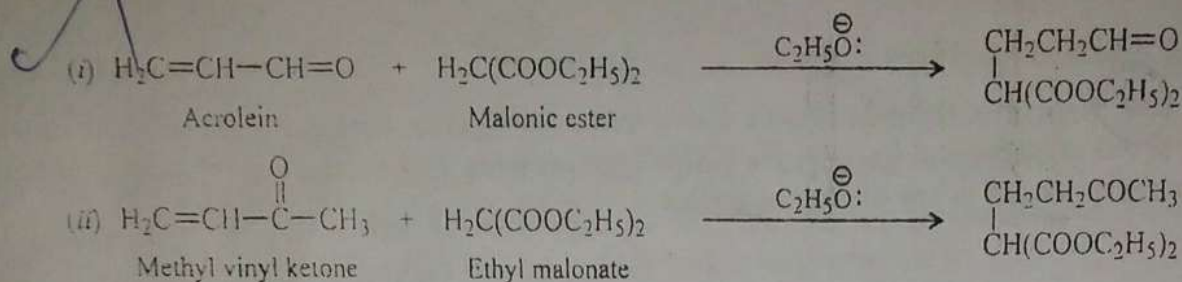 C₂H₅O⊖:
(i) H₂C=CH−CH=O + H₂C(COOC₂H₅)₂ ⟶ CH₂CH₂CH=O
CH(COOC₂H₅)₂
Acrolein Malonic ester
O
C₂H₅O⊖:
(ii) H₂C=CH−C−CH₃ + H₂C(COOC₂H₅)₂ ⟶ CH₂CH₂COCH₃
CH(COOC₂H₅)₂
Methyl vinyl ketone Ethyl malonate